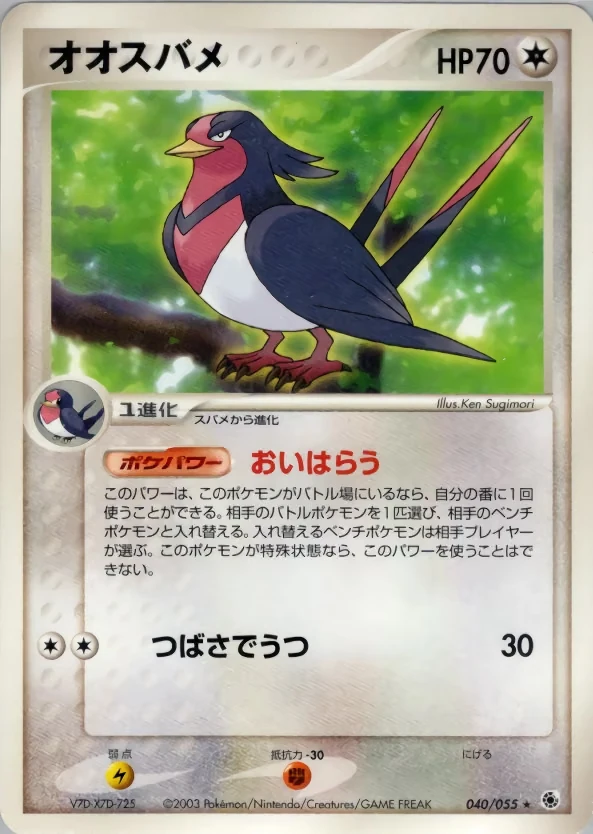 オオスバメ
HP70
Illus.Ken Sugimori
1進化
スバメから進化
ポケパワー おいはらう
このパワーは、このポケモンがバトル場にいるなら、自分の番に1回
使うことができる。相手のバトルポケモンを1匹選び、相手のベンチ
ポケモンと入れ替える。入れ替えるベンチポケモンは相手プレイヤー
が選ぶ。このポケモンが特殊状態なら、このパワーを使うことはで
きない。
つばさでうつ 30
弱点 抵抗力 -30 にげる
V7D-X7D-725 ©2003 Pokémon/Nintendo/Creatures/GAME FREAK 040/055 ★